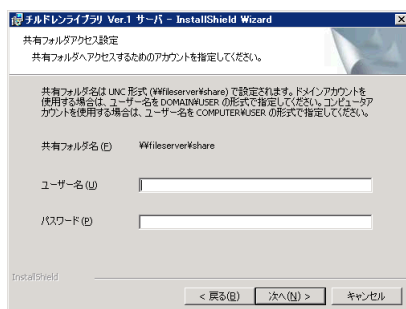 チルドレンライブラリ Ver.1 サーバ - InstallShield Wizard
共有フォルダアクセス設定
共有フォルダへアクセスするためのアカウントを指定してください。
共有フォルダ名は UNC 形式 (¥¥fileserver¥share) で設定されます。ドメインアカウントを
使用する場合は、ユーザー名を DOMAIN¥USER の形式で指定してください。コンピュータア
カウントを使用する場合は、ユーザー名を COMPUTER¥USER の形式で指定してください。
共有フォルダ名(F) ¥¥fileserver¥share
ユーザー名(U)
パスワード(P)
InstallShield
< 戻る(B) 次へ(N) > キャンセル